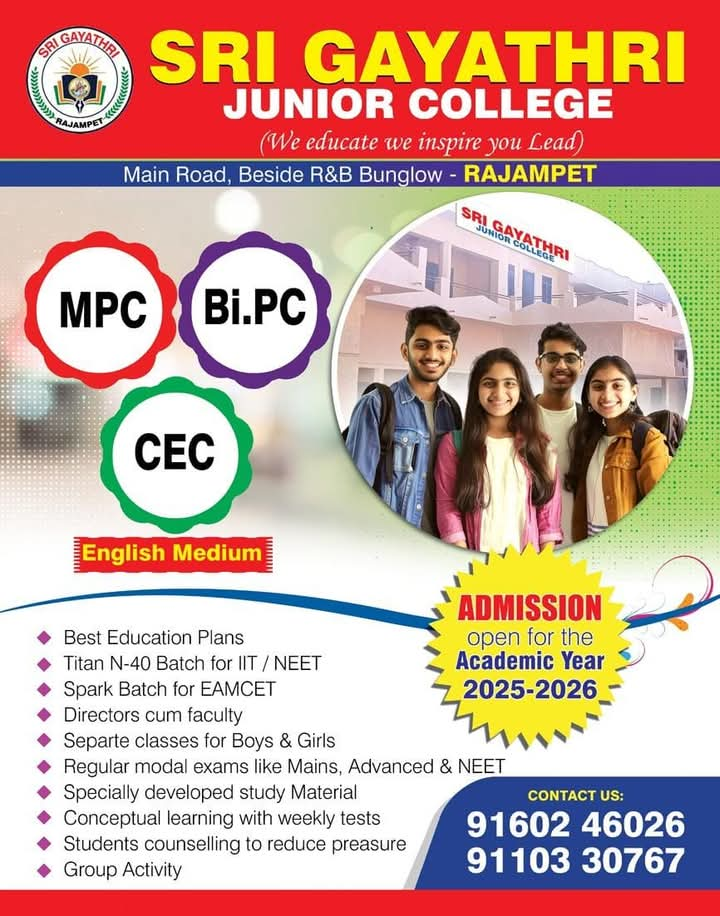 SRI GAYATHRI
RAJAMPET
SRI GAYATHRI
JUNIOR COLLEGE
(We educate we inspire you Lead)
Main Road, Beside R&B Bunglow - RAJAMPET
MPC
Bi.PC
CEC
English Medium
SRI GAYATHRI
JUNIOR COLLEGE
ADMISSION
open for the
Academic Year
2025-2026
Best Education Plans
Titan N-40 Batch for IIT / NEET
Spark Batch for EAMCET
Directors cum faculty
Separte classes for Boys & Girls
Regular modal exams like Mains, Advanced & NEET
Specially developed study Material
Conceptual learning with weekly tests
Students counselling to reduce preasure
Group Activity
CONTACT US:
91602 46026
91103 30767